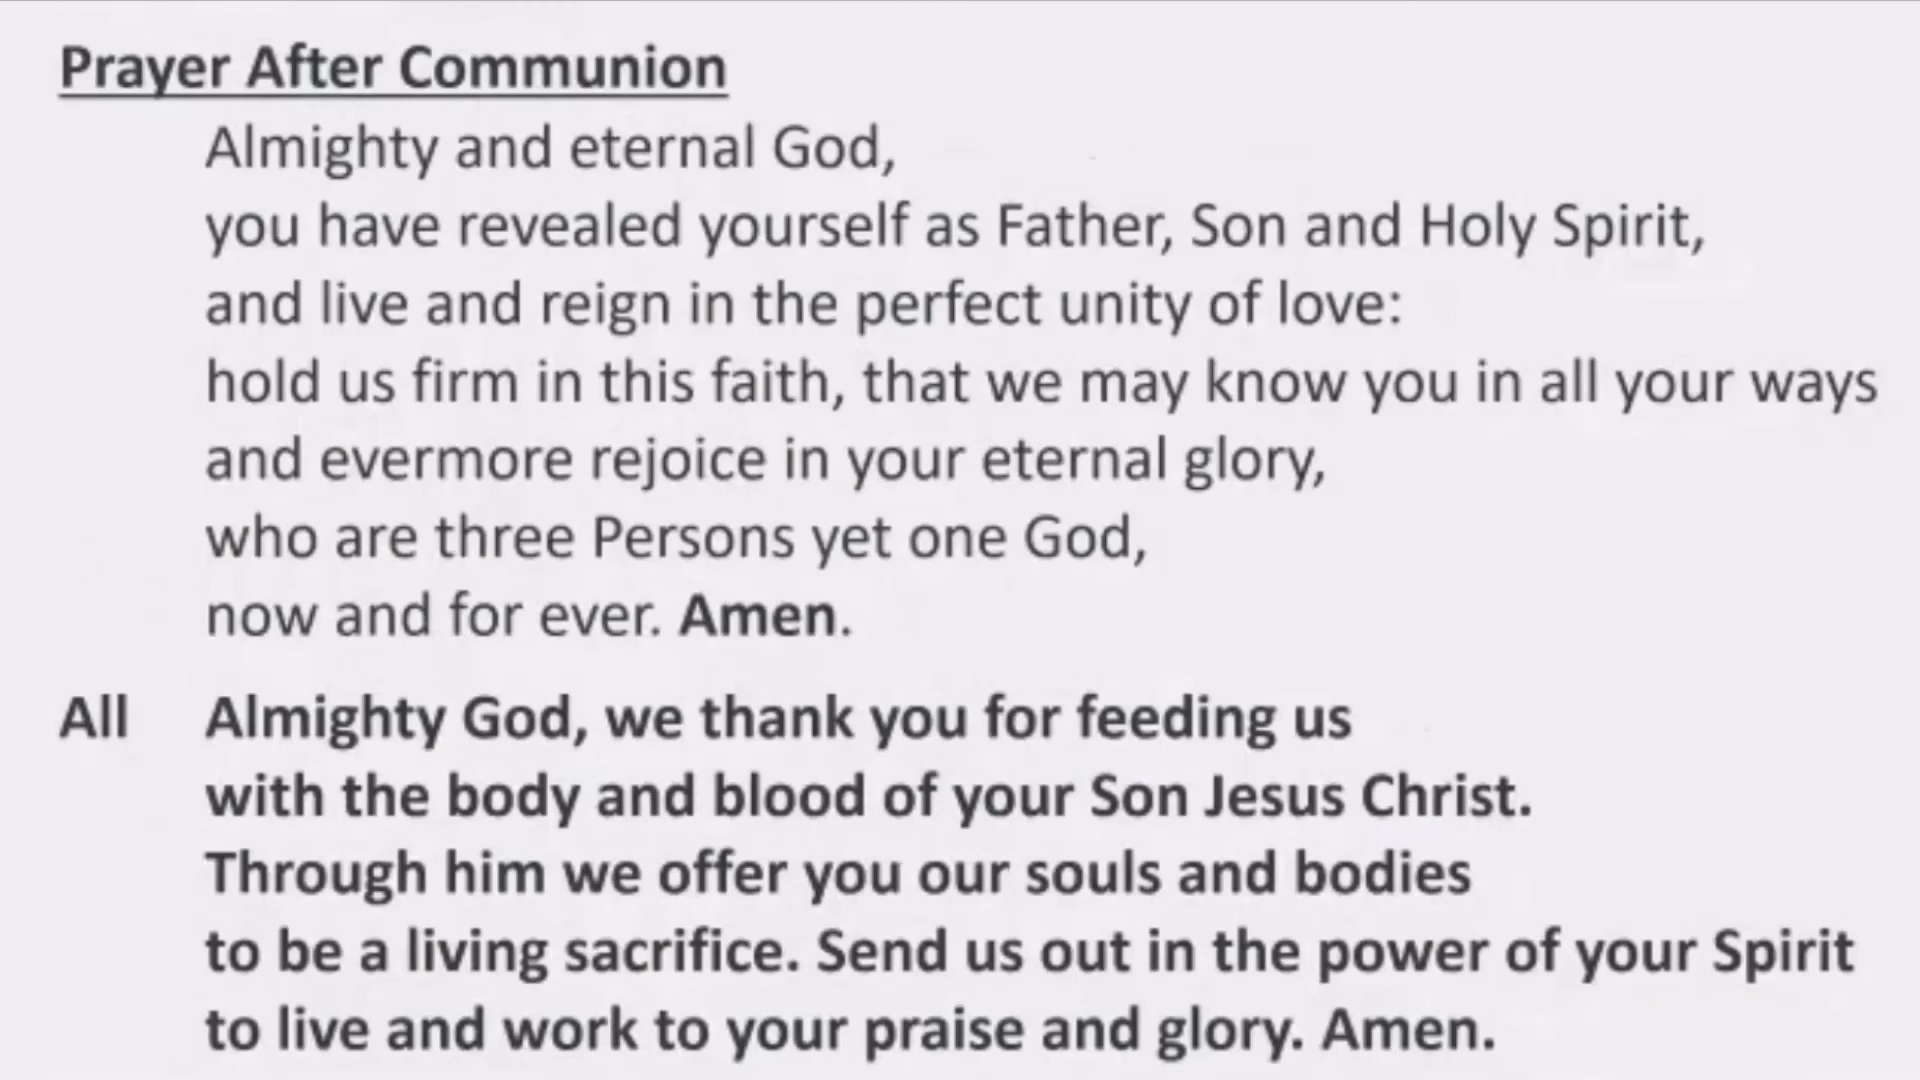 Prayer After Communion
Almighty and eternal God,
you have revealed yourself as Father, Son and Holy Spirit,
and live and reign in the perfect unity of love:
hold us firm in this faith, that we may know you in all your ways
and evermore rejoice in your eternal glory,
who are three Persons yet one God,
now and for ever. Amen.
All Almighty God, we thank you for feeding us
with the body and blood of your Son Jesus Christ.
Through him we offer you our souls and bodies
to be a living sacrifice. Send us out in the power of your Spirit
to live and work to your praise and glory. Amen.